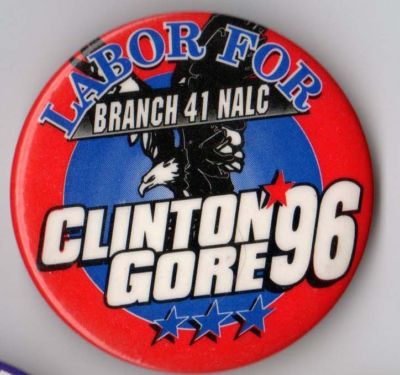 LABOR FOR
BRANCH 41 NALC
CLINTON
GORE '96